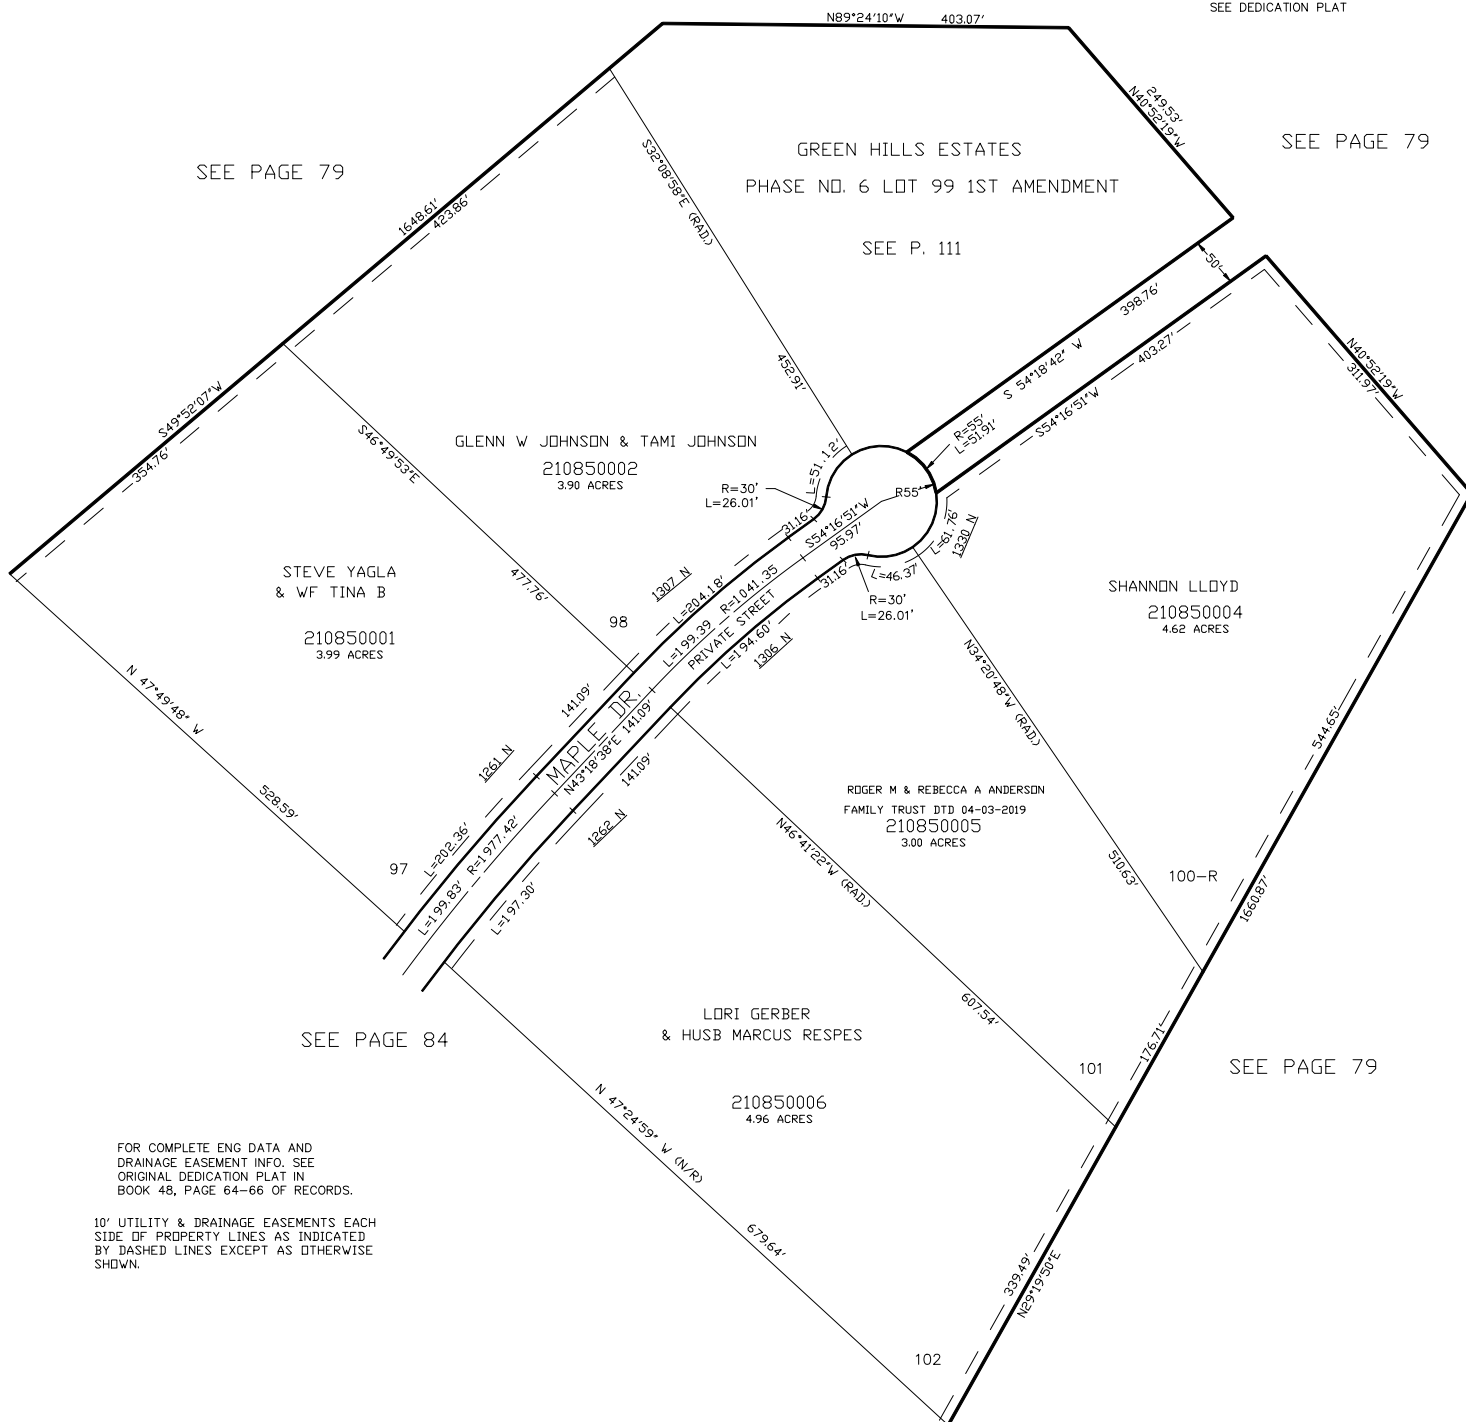 SEE DEDICATION PLAT
N89°24'10"W 403.07'
249.53'
N40°52'19"W
SEE PAGE 79
SEE PAGE 79
GREEN HILLS ESTATES
PHASE NO. 6 LOT 99 1ST AMENDMENT
SEE P. 111
S32°08'58"E (RAD.)
452.91'
1648.61'
423.86'
50'
398.76'
S 54°18'42" W
403.27'
S54°16'51"W
N40°52'19"W
311.97'
S49°52'07"W
354.76'
S46°49'53"E
477.76'
GLENN W JOHNSON & TAMI JOHNSON
210850002
3.90 ACRES
R=55'
L=51.91'
L=51.12'
R=30'
L=26.01'
R55'
31.16'
S54°16'51"W
95.97'
L=61.76'
1330 N
L=46.37'
31.16'
R=30'
L=26.01'
STEVE YAGLA
& WF TINA B
210850001
3.99 ACRES
98
1307 N
L=204.18'
L=199.39 R=1041.35
PRIVATE STREET
L=194.60'
1306 N
SHANNON LLOYD
210850004
4.62 ACRES
N34°20'48"W (RAD.)
510.63'
N 47°49'48" W
528.59'
141.09'
MAPLE DR.
N43°18'38"E 141.09'
141.09'
1261 N
1262 N
544.65'
ROGER M & REBECCA A ANDERSON
FAMILY TRUST DTD 04-03-2019
210850005
3.00 ACRES
N46°41'22"W (RAD.)
607.54'
97
L=202.36'
L=199.83' R=1977.42'
L=197.30'
100-R
1660.87'
SEE PAGE 84
LORI GERBER
& HUSB MARCUS RESPES
210850006
4.96 ACRES
176.71'
101
SEE PAGE 79
N 47°24'59" W (N/R)
679.64'
FOR COMPLETE ENG DATA AND
DRAINAGE EASEMENT INFO. SEE
ORIGINAL DEDICATION PLAT IN
BOOK 48, PAGE 64-66 OF RECORDS.
10' UTILITY & DRAINAGE EASEMENTS EACH
SIDE OF PROPERTY LINES AS INDICATED
BY DASHED LINES EXCEPT AS OTHERWISE
SHOWN.
339.49'
N29°19'50"E
102